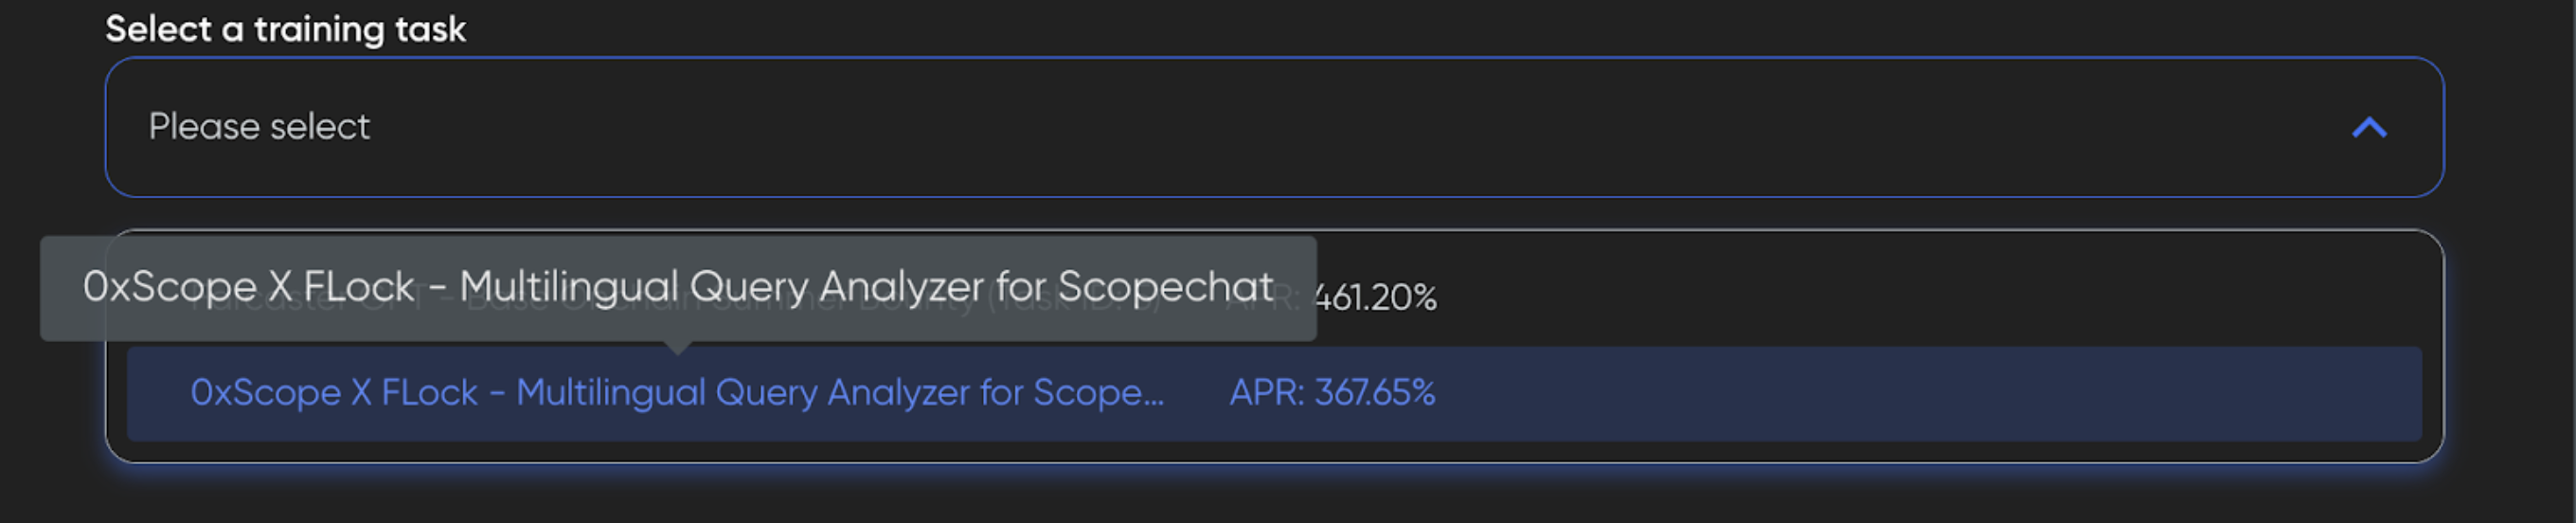 Select a training task
Please select
0xScope X FLock - Multilingual Query Analyzer for Scopechat
APR: 461.20%
0xScope X FLock - Multilingual Query Analyzer for Scope... APR: 367.65%